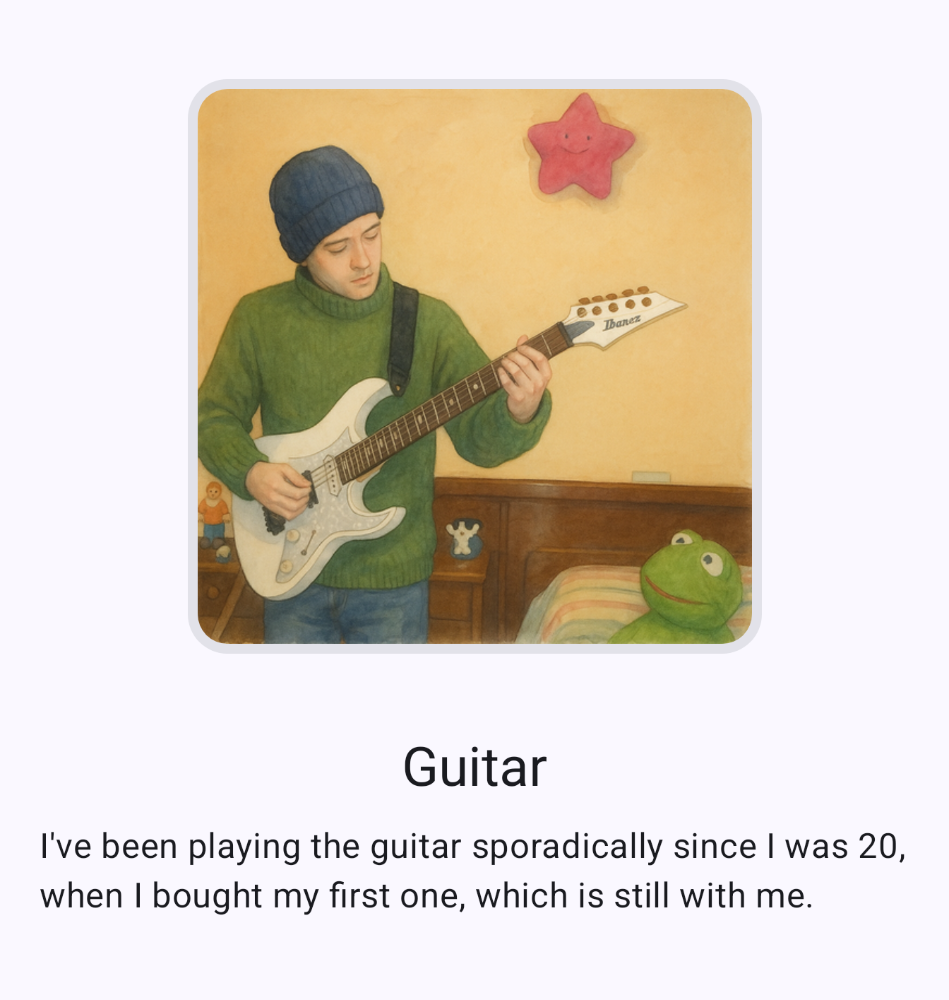 Ibanez
Guitar
I've been playing the guitar sporadically since I was 20,
when I bought my first one, which is still with me.